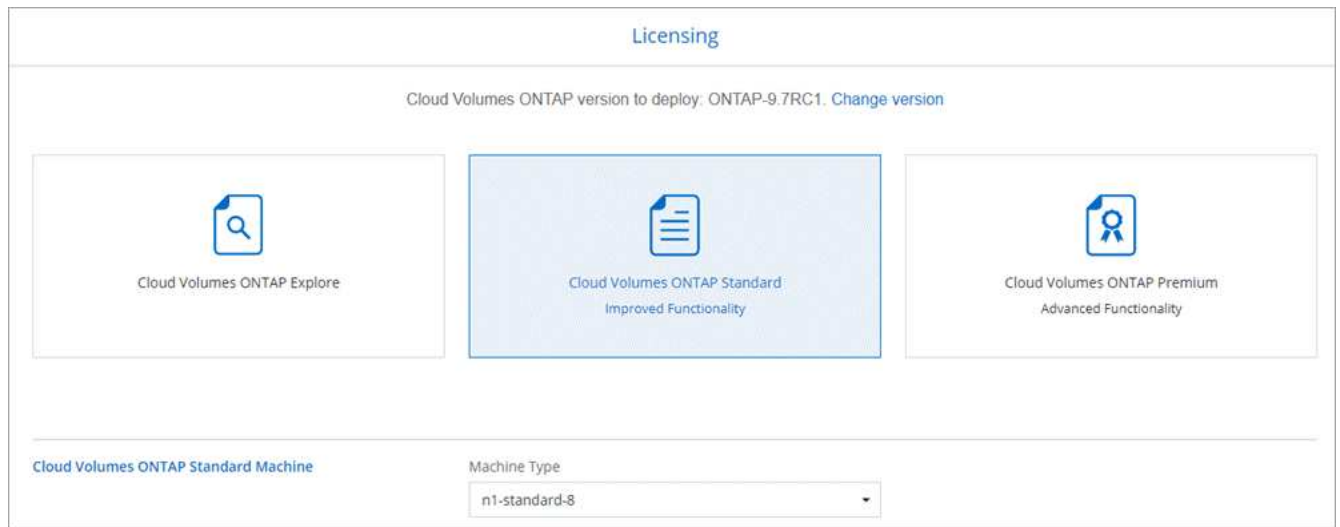 Licensing
Cloud Volumes ONTAP version to deploy: ONTAP-9.7RC1. Change version
Cloud Volumes ONTAP Explore
Cloud Volumes ONTAP Standard
Improved Functionality
Cloud Volumes ONTAP Premium
Advanced Functionality
Cloud Volumes ONTAP Standard Machine
Machine Type
n1-standard-8